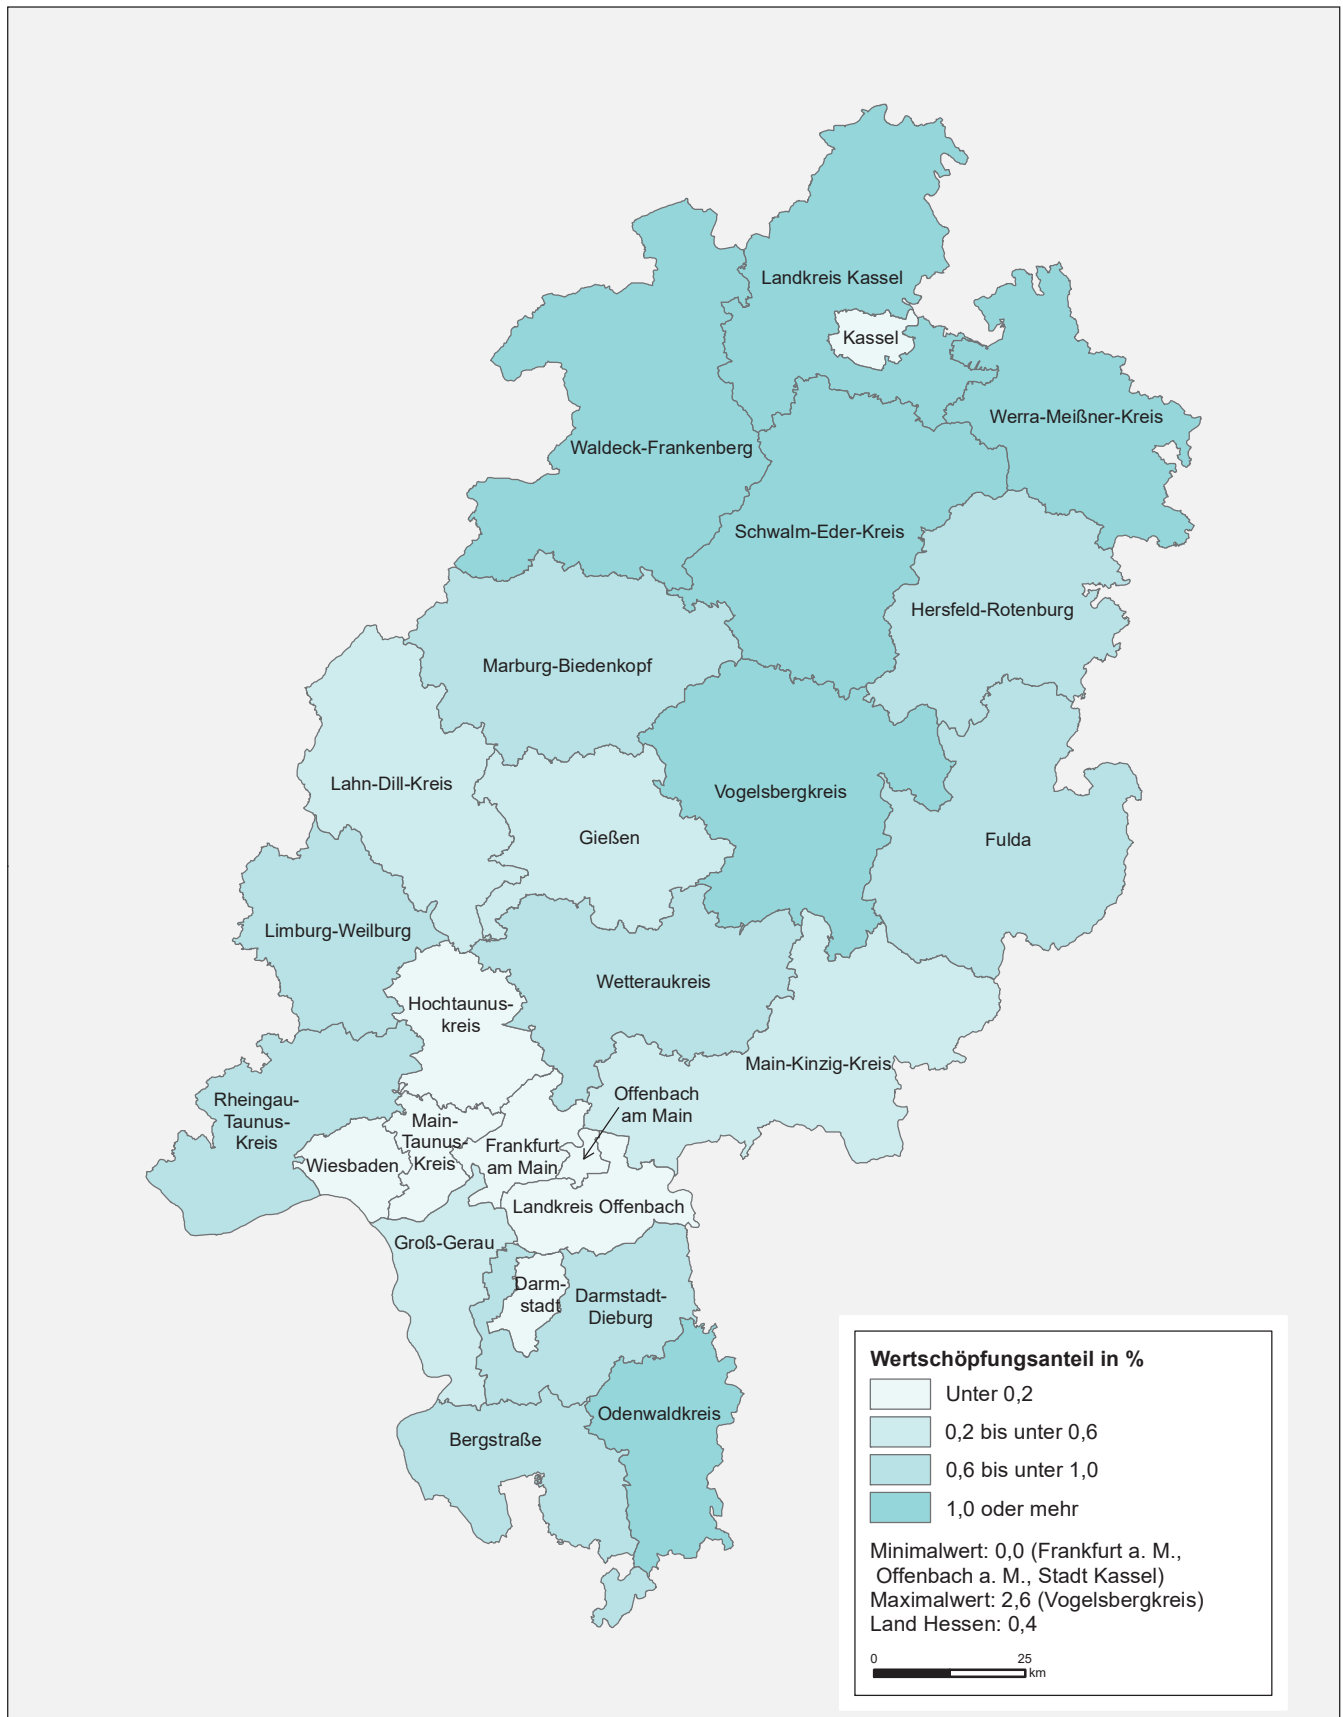 Landkreis Kassel
Kassel
Werra-Meißner-Kreis
Waldeck-Frankenberg
Schwalm-Eder-Kreis
Hersfeld-Rotenburg
Marburg-Biedenkopf
Lahn-Dill-Kreis
Vogelsbergkreis
Gießen
Fulda
Limburg-Weilburg
Wetteraukreis
Hochtaunus-
kreis
Main-Kinzig-Kreis
Offenbach
am Main
Rheingau-
Taunus-
Kreis
Main-
Taunus-
Kreis
Frankfurt
am Main
Wiesbaden
Landkreis Offenbach
Groß-Gerau
Darm-
stadt
Darmstadt-
Dieburg
Odenwaldkreis
Bergstraße
Wertschöpfungsanteil in %
Unter 0,2
0,2 bis unter 0,6
0,6 bis unter 1,0
1,0 oder mehr
Minimalwert: 0,0 (Frankfurt a. M.,
Offenbach a. M., Stadt Kassel)
Maximalwert: 2,6 (Vogelsbergkreis)
Land Hessen: 0,4
0 25
km